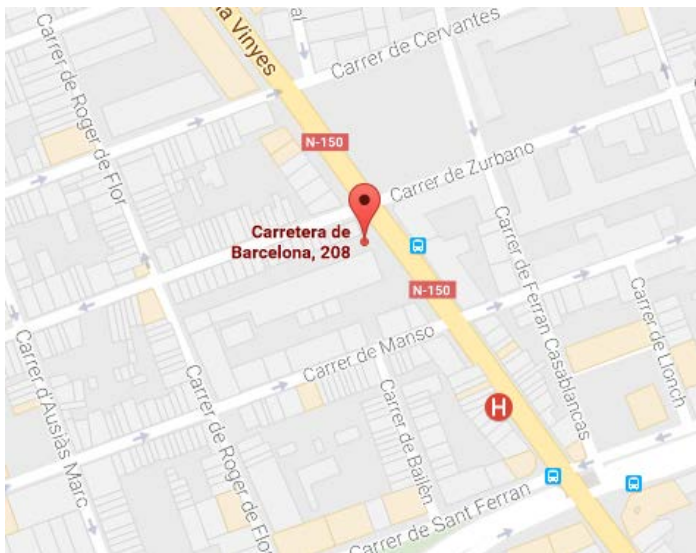 la Vinyes
Carrer de Cervantes
Carrer de Roger de Flor
N-150
Carrer de Zurbano
Carretera de
Barcelona, 208
N-150
Carrer de Ferran Casablancas
Carrer de Manso
Carrer de Llonch
H
Carrer d'Ausiàs Marc
Carrer de Roger de Flor
Carrer de Bailèn
Carrer de Sant Ferran